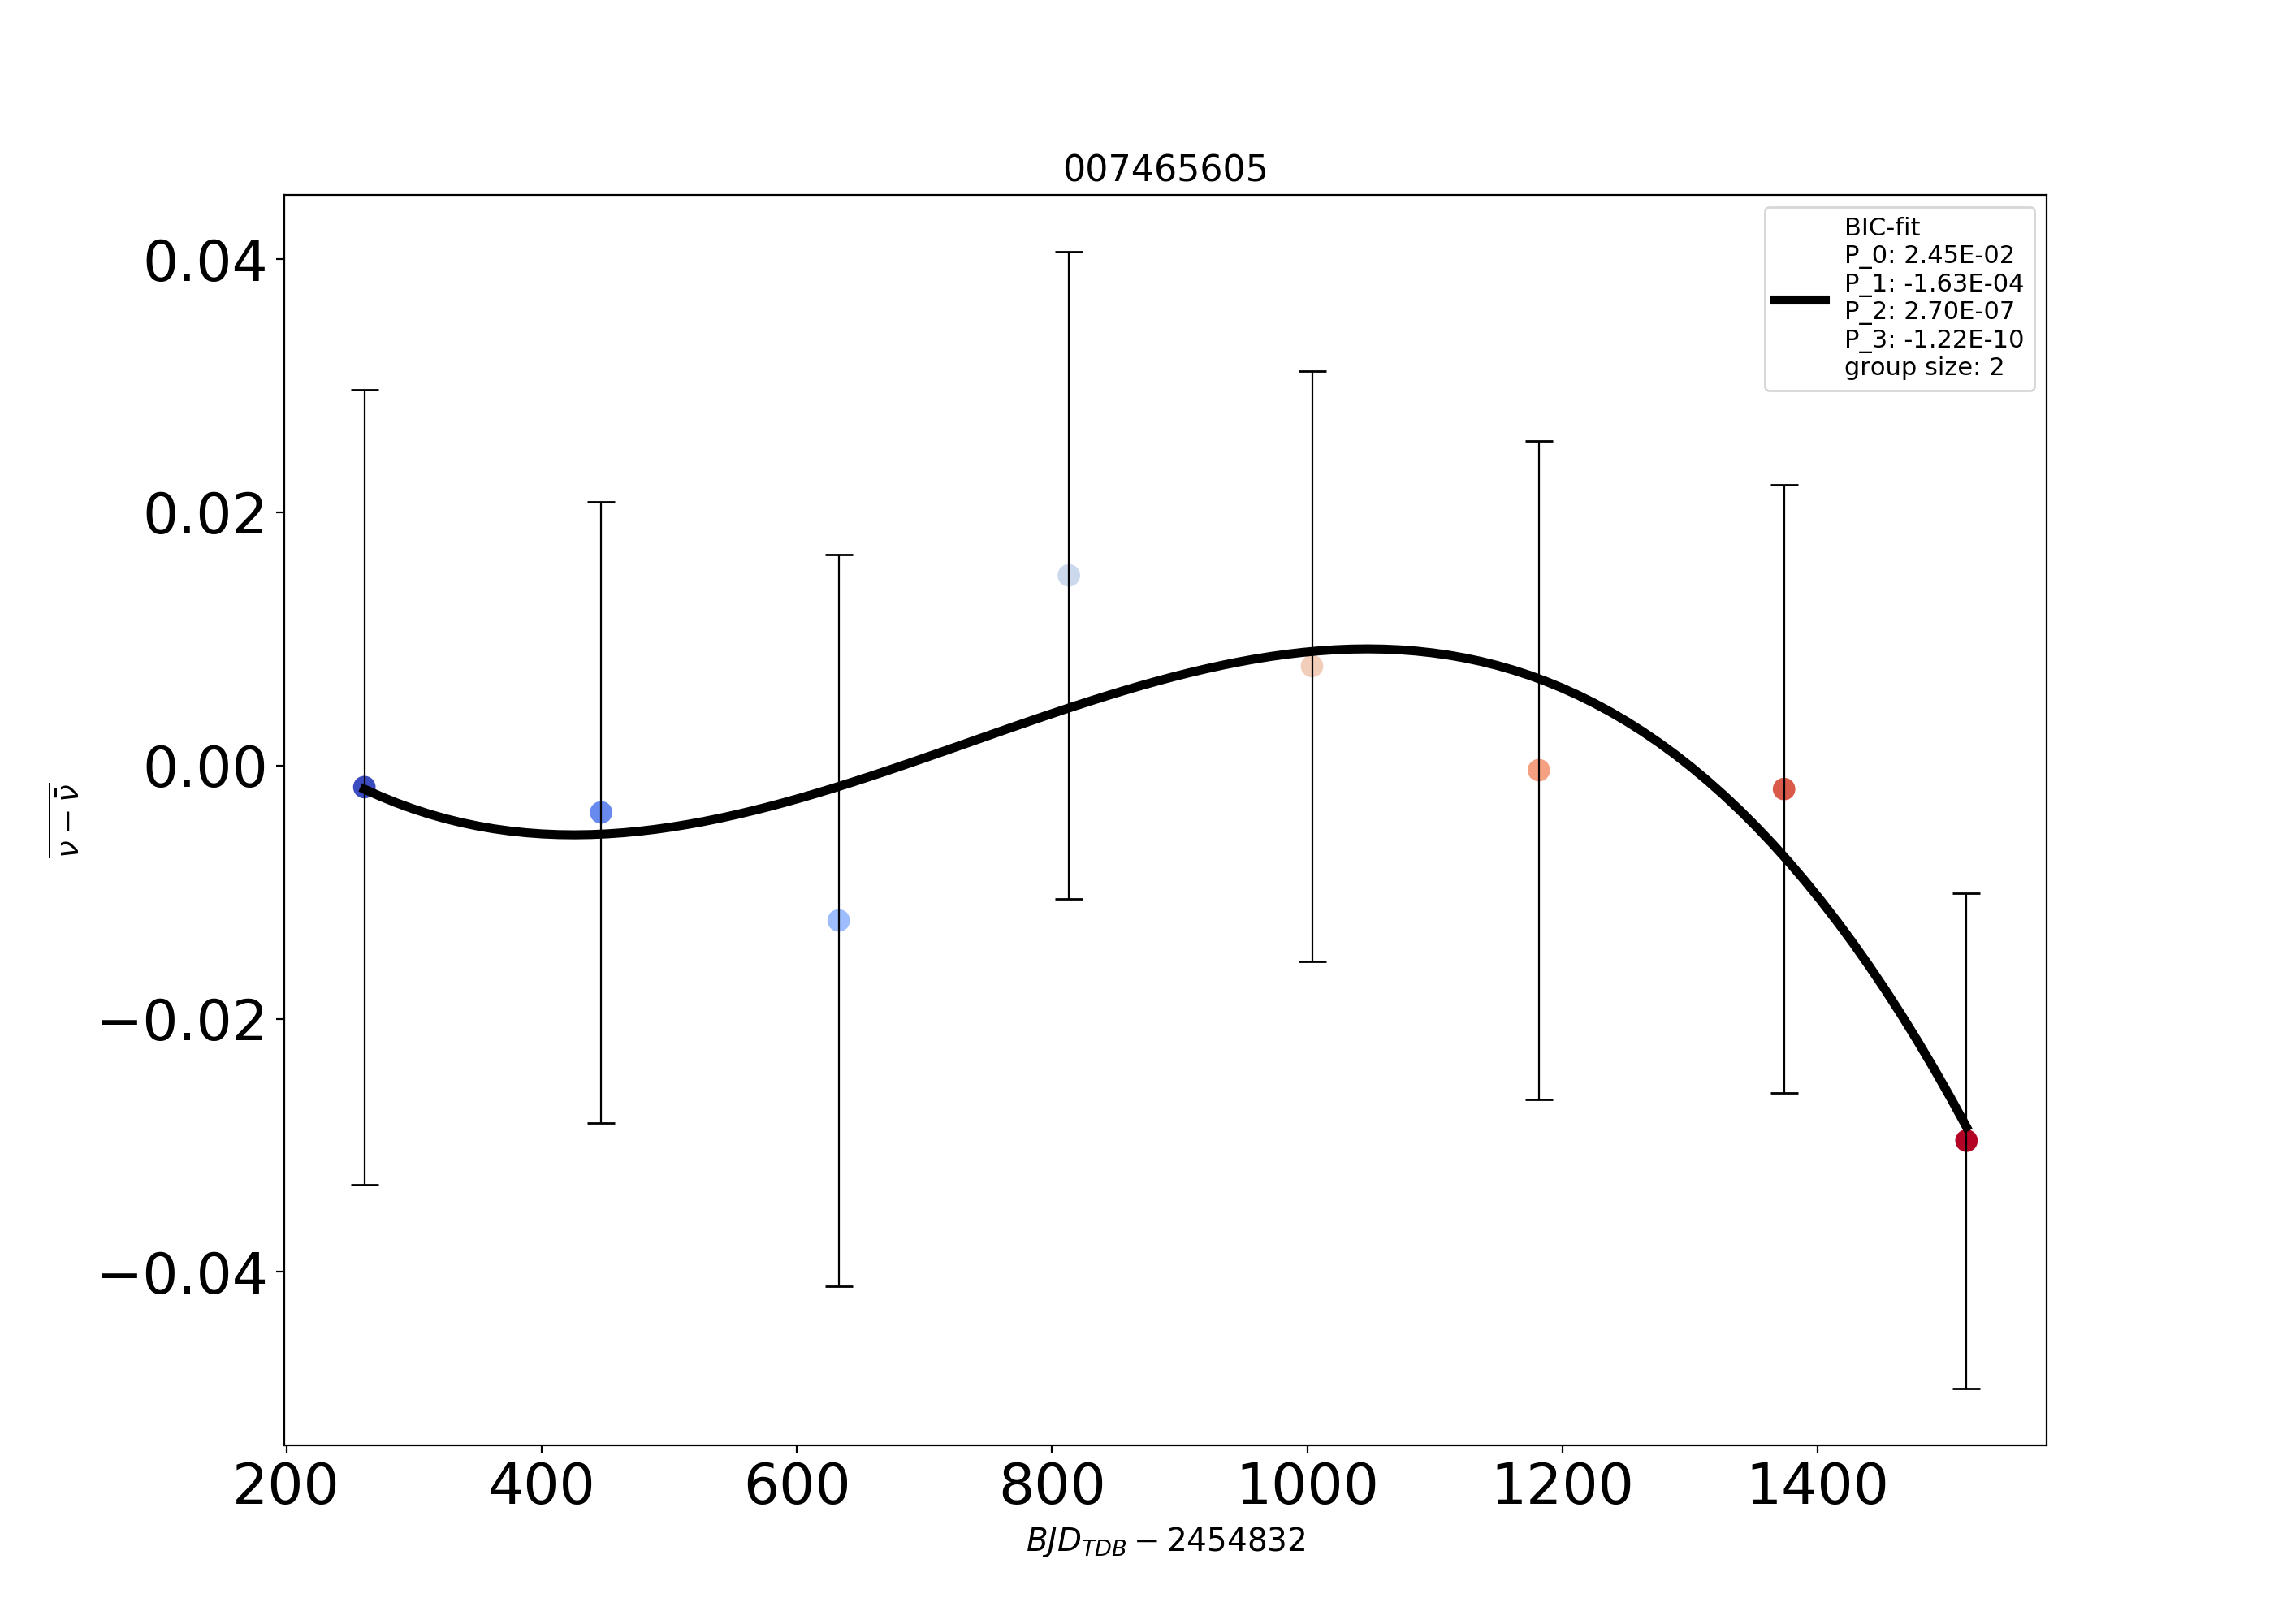 007465605
BIC-fit
P_0: 2.45E-02
P_1: -1.63E-04
P_2: 2.70E-07
P_3: -1.22E-10
group size: 2
0.04
0.02
0.00
−0.02
−0.04
ν − ν̄
200 400 600 800 1000 1200 1400
BJD_TDB − 2454832